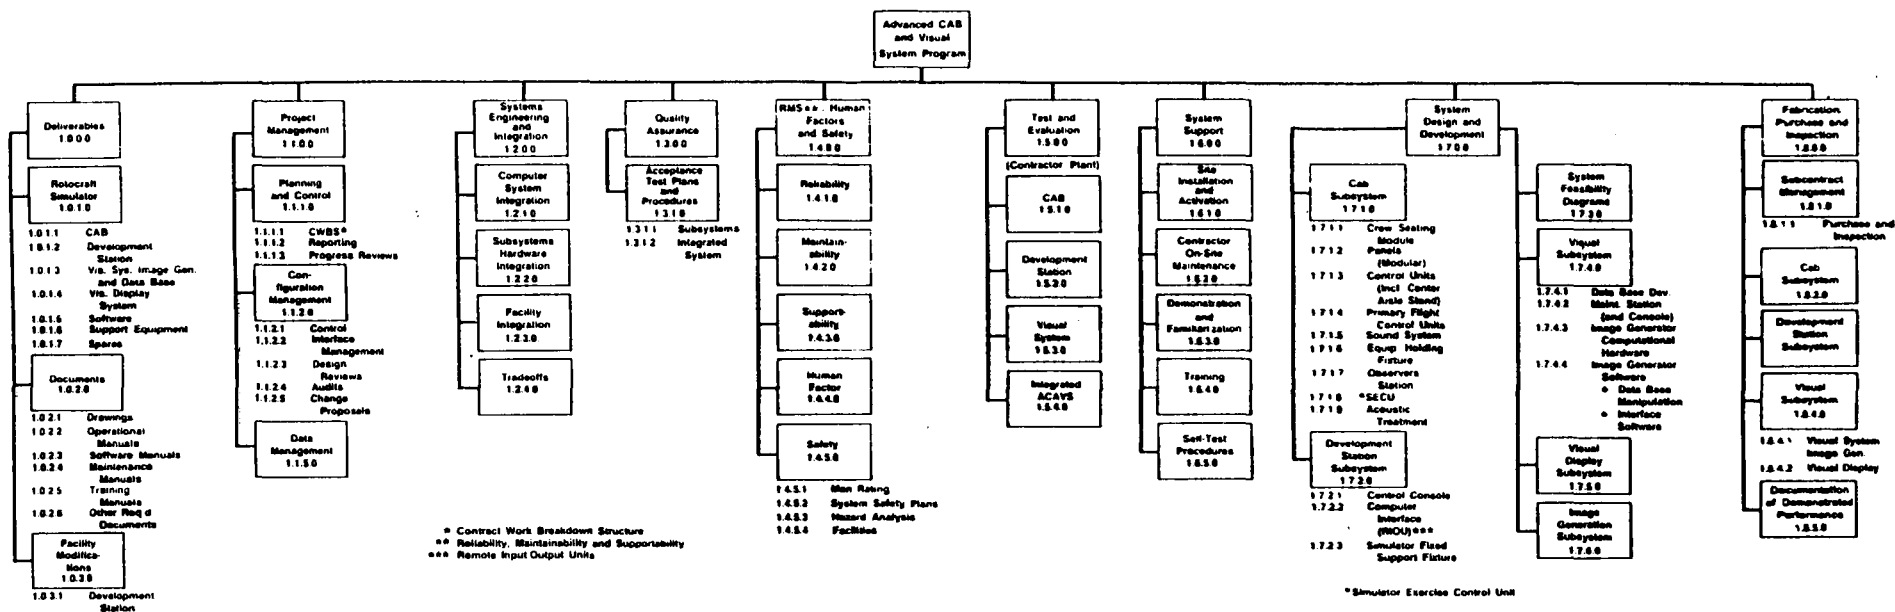 Advanced CAB
and Visual
System Program
Deliverables
1.0.0.0
Rotocraft
Simulator
1.0.1.0
1.0.1.1 CAB
1.0.1.2 Development
Station
1.0.1.3 Vis. Sys. Image Gen.
and Data Base
1.0.1.4 Vis. Display
System
1.0.1.5 Software
1.0.1.6 Support Equipment
1.0.1.7 Spares
Documents
1.0.2.0
1.0.2.1 Drawings
1.0.2.2 Operational
Manuals
1.0.2.3 Software Manuals
1.0.2.4 Maintenance
Manuals
1.0.2.5 Training
Manuals
1.0.2.6 Other Req'd
Documents
Facility
Modifica-
tions
1.0.3.0
1.0.3.1 Development
Station
Project
Management
1.1.0.0
Planning
and Control
1.1.1.0
1.1.1.1 CWBS*
1.1.1.2 Reporting
1.1.1.3 Progress Reviews
Con-
figuration
Management
1.1.2.0
1.1.2.1 Control
1.1.2.2 Interface
Management
1.1.2.3 Design
Reviews
1.1.2.4 Audits
1.1.2.5 Change
Proposals
Data
Management
1.1.5.0
Systems
Engineering
and
Integration
1.2.0.0
Computer
System
Integration
1.2.1.0
Subsystems
Hardware
Integration
1.2.2.0
Facility
Integration
1.2.3.0
Tradeoffs
1.2.4.0
Quality
Assurance
1.3.0.0
Acceptance
Test Plans
and
Procedures
1.3.1.0
1.3.1.1 Subsystems
1.3.1.2 Integrated
System
RMS**, Human
Factors
and Safety
1.4.0.0
Reliability
1.4.1.0
Maintain-
ability
1.4.2.0
Support-
ability
1.4.3.0
Human
Factor
1.4.4.0
Safety
1.4.5.0
1.4.5.1 Man Rating
1.4.5.2 System Safety Plans
1.4.5.3 Hazard Analysis
1.4.5.4 Facilities
Test and
Evaluation
1.5.0.0
(Contractor Plant)
CAB
1.5.1.0
Development
Station
1.5.2.0
Visual
System
1.5.3.0
Integrated
ACAVS
1.5.4.0
System
Support
1.6.0.0
Site
Installation
and
Activation
1.6.1.0
Contractor
On-Site
Maintenance
1.6.2.0
Demonstration
and
Familiarization
1.6.3.0
Training
1.6.4.0
Self-Test
Procedures
1.6.5.0
System
Design and
Development
1.7.0.0
Cab
Subsystem
1.7.1.0
1.7.1.1 Crew Seating
Module
1.7.1.2 Panels
(Modular)
1.7.1.3 Control Units
(Incl. Center
Aisle Stand)
1.7.1.4 Primary Flight
Control Units
1.7.1.5 Sound System
1.7.1.6 Equip Holding
Fixture
1.7.1.7 Observers
Station
1.7.1.8 *SECU
1.7.1.9 Acoustic
Treatment
Development
Station
Subsystem
1.7.2.0
1.7.2.1 Control Console
1.7.2.2 Computer
Interface
(RIOU)***
1.7.2.3 Simulator Fixed
Support Fixture
System
Feasibility
Diagrams
1.7.3.0
Visual
Subsystem
1.7.4.0
1.7.4.1 Data Base Dev.
1.7.4.2 Maint. Station
(and Console)
1.7.4.3 Image Generator
Computational
Hardware
1.7.4.4 Image Generator
Software
* Data Base
Manipulation
* Interface
Software
Visual
Display
Subsystem
1.7.5.0
Image
Generation
Subsystem
1.7.6.0
Fabrication,
Purchase and
Inspection
1.8.0.0
Subcontract
Management
1.8.1.0
1.8.1.1 Purchase and
Inspection
Cab
Subsystem
1.8.2.0
Development
Station
Subsystem
Visual
Subsystem
1.8.4.0
1.8.4.1 Visual System
Image Gen.
1.8.4.2 Visual Display
Documentation
of Demonstrated
Performance
1.8.5.0
* Contract Work Breakdown Structure
** Reliability, Maintainability and Supportability
*** Remote Input/Output Units
*Simulator Exercise Control Unit